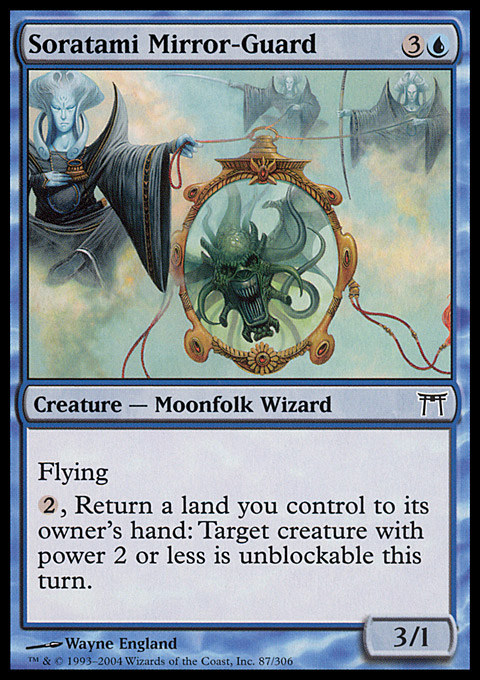 Soratami Mirror-Guard 3
Creature — Moonfolk Wizard
Flying
2, Return a land you control to its
owner's hand: Target creature with
power 2 or less is unblockable this
turn.
Wayne England
3/1
™ & © 1993–2004 Wizards of the Coast, Inc. 87/306